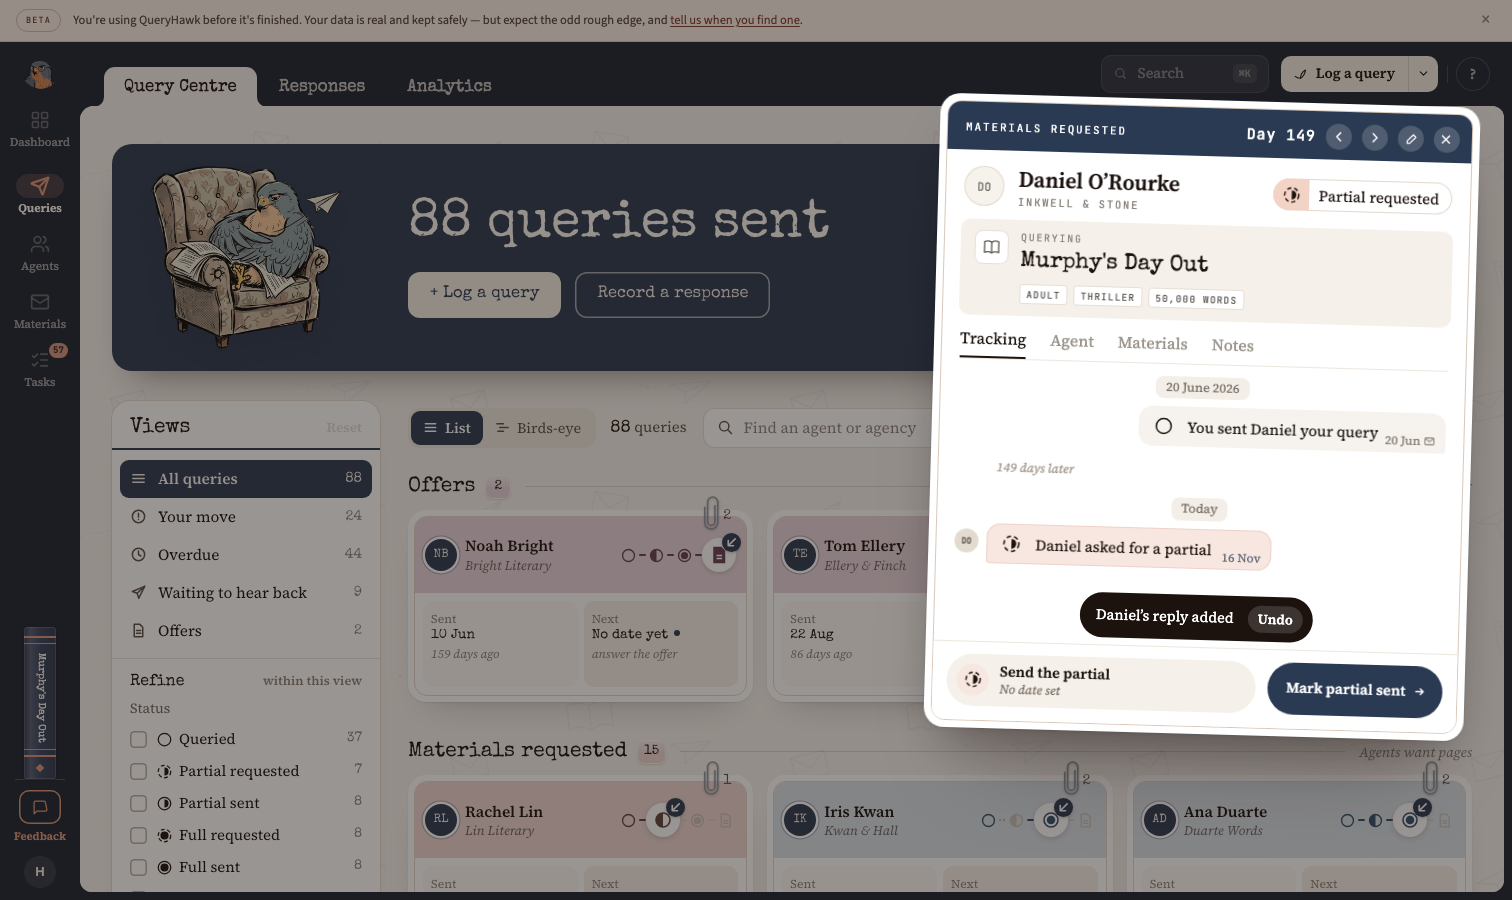 BETA You're using QueryHawk before it's finished. Your data is real and kept safely — but expect the odd rough edge, and tell us when you find one. ×
Query Centre Responses Analytics
Search ⌘K
Log a query
?
Dashboard
Queries
Agents
Materials
57
Tasks
Murphy's Day Out
Feedback
H
88 queries sent
+ Log a query
Record a response
Views Reset
All queries 88
Your move 24
Overdue 44
Waiting to hear back 9
Offers 2
Refine within this view
Status
Queried 37
Partial requested 7
Partial sent 8
Full requested 8
Full sent 8
List Birds-eye 88 queries Find an agent or agency
Offers 2
2
NB Noah Bright
Bright Literary
Sent
10 Jun
159 days ago
Next
No date yet •
answer the offer
TE Tom Ellery
Ellery & Finch
Sent
22 Aug
86 days ago
Materials requested 15
Agents want pages
1
RL Rachel Lin
Lin Literary
Sent Next
2
IK Iris Kwan
Kwan & Hall
Sent Next
2
AD Ana Duarte
Duarte Words
Sent Next
MATERIALS REQUESTED Day 149
DO Daniel O’Rourke
INKWELL & STONE
Partial requested
QUERYING
Murphy's Day Out
ADULT THRILLER 50,000 WORDS
Tracking Agent Materials Notes
20 June 2026
You sent Daniel your query 20 Jun
149 days later
Today
DO Daniel asked for a partial 16 Nov
Daniel’s reply added Undo
Send the partial
No date set
Mark partial sent →